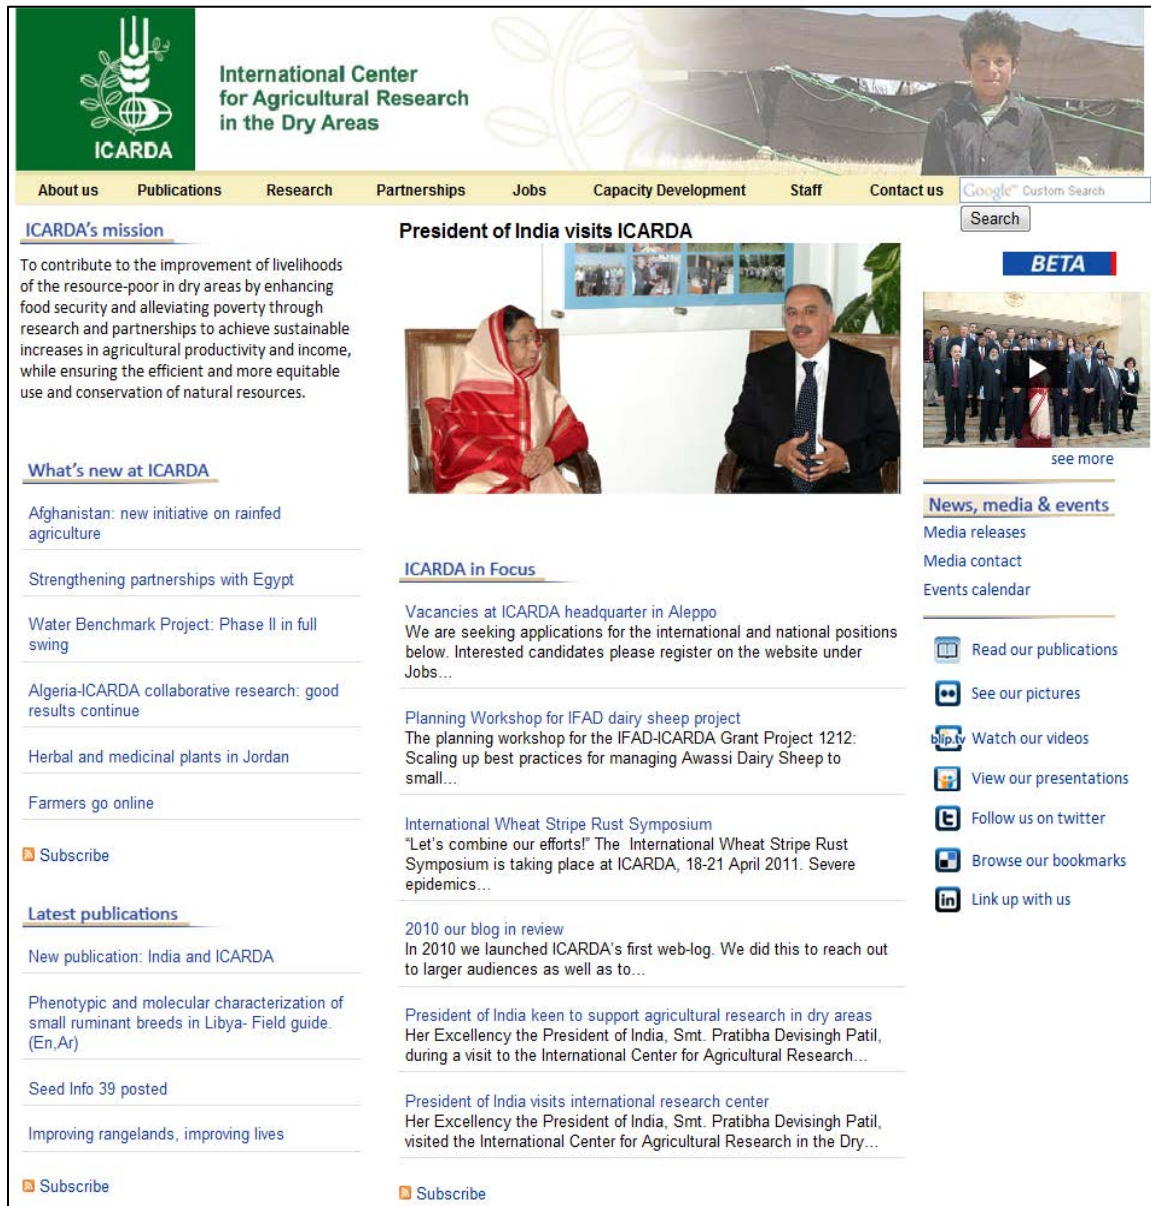 ICARDA
International Center
for Agricultural Research
in the Dry Areas
About us
Publications
Research
Partnerships
Jobs
Capacity Development
Staff
Contact us
Google™ Custom Search
Search
ICARDA's mission
To contribute to the improvement of livelihoods
of the resource-poor in dry areas by enhancing
food security and alleviating poverty through
research and partnerships to achieve sustainable
increases in agricultural productivity and income,
while ensuring the efficient and more equitable
use and conservation of natural resources.
What's new at ICARDA
Afghanistan: new initiative on rainfed
agriculture
Strengthening partnerships with Egypt
Water Benchmark Project: Phase II in full
swing
Algeria-ICARDA collaborative research: good
results continue
Herbal and medicinal plants in Jordan
Farmers go online
Subscribe
Latest publications
New publication: India and ICARDA
Phenotypic and molecular characterization of
small ruminant breeds in Libya- Field guide.
(En,Ar)
Seed Info 39 posted
Improving rangelands, improving lives
Subscribe
President of India visits ICARDA
ICARDA in Focus
Vacancies at ICARDA headquarter in Aleppo
We are seeking applications for the international and national positions
below. Interested candidates please register on the website under
Jobs…
Planning Workshop for IFAD dairy sheep project
The planning workshop for the IFAD-ICARDA Grant Project 1212:
Scaling up best practices for managing Awassi Dairy Sheep to
small…
International Wheat Stripe Rust Symposium
“Let's combine our efforts!” The  International Wheat Stripe Rust
Symposium is taking place at ICARDA, 18-21 April 2011. Severe
epidemics…
2010 our blog in review
In 2010 we launched ICARDA's first web-log. We did this to reach out
to larger audiences as well as to…
President of India keen to support agricultural research in dry areas
Her Excellency the President of India, Smt. Pratibha Devisingh Patil,
during a visit to the International Center for Agricultural Research…
President of India visits international research center
Her Excellency the President of India, Smt. Pratibha Devisingh Patil,
visited the International Center for Agricultural Research in the Dry…
Subscribe
BETA
see more
News, media & events
Media releases
Media contact
Events calendar
Read our publications
See our pictures
blip.tv Watch our videos
View our presentations
t Follow us on twitter
Browse our bookmarks
in Link up with us